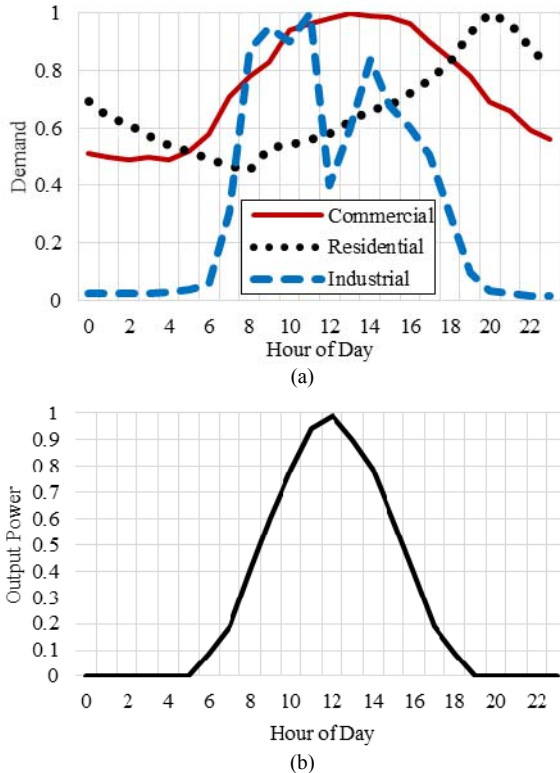 1
0.8
0.6
0.4
0.2
0
Demand
Commercial
Residential
Industrial
0 2 4 6 8 10 12 14 16 18 20 22
Hour of Day
(a)
1
0.9
0.8
0.7
0.6
0.5
0.4
0.3
0.2
0.1
0
Output Power
0 2 4 6 8 10 12 14 16 18 20 22
Hour of Day
(b)